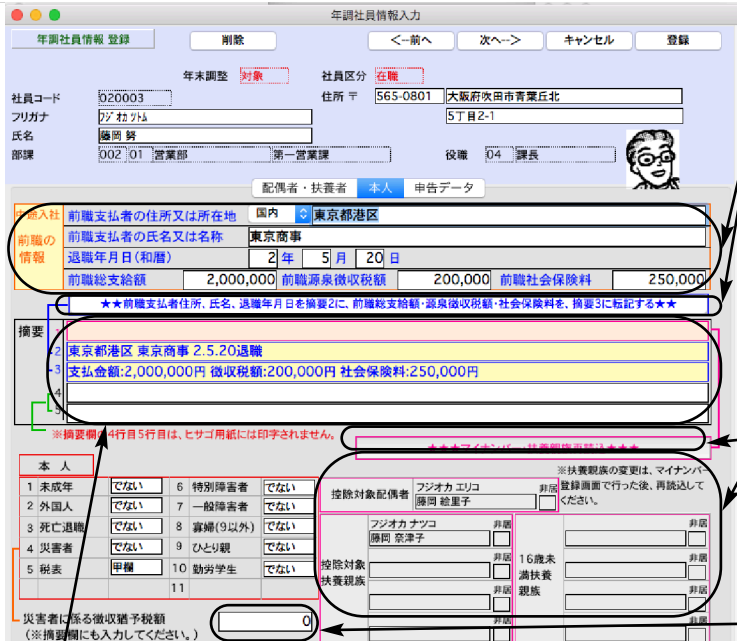 年調社員情報入力
年調社員情報 登録 削除 <--前へ 次へ--> キャンセル 登録
年末調整 対象 社員区分 在職
社員コード 020003 住所 〒 565-0801 大阪府吹田市青葉丘北
フリガナ フジオカ ツトム 5丁目2-1
氏名 藤岡 努
部課 002 01 営業部 第一営業課 役職 04 課長
配偶者・扶養者 本人 申告データ
中途入社 前職支払者の住所又は所在地 国内 東京都港区
前職の 前職支払者の氏名又は名称 東京商事
情報 退職年月日(和暦) 2 年 5 月 20 日
前職総支給額 2,000,000 前職源泉徴収税額 200,000 前職社会保険料 250,000
★★前職支払者住所、氏名、退職年月日を摘要2に、前職総支給額・源泉徴収税額・社会保険料を、摘要3に転記する★★
摘要 1
2 東京都港区 東京商事 2.5.20退職
3 支払金額:2,000,000円 徴収税額:200,000円 社会保険料:250,000円
4
5
※摘要欄の4行目5行目は、ヒサゴ用紙には印字されません。
★★★マイナンバー・扶養親族再読込★★★
本 人
※扶養親族の変更は、マイナンバー
登録画面で行った後、再読込して
ください。
1 未成年 でない 6 特別障害者 でない
2 外国人 でない 7 一般障害者 でない
3 死亡退職 でない 8 寡婦(9以外) でない
4 災害者 でない 9 ひとり親 でない
5 税表 甲欄 10 勤労学生 でない
11
控除対象配偶者 フジオカ エリコ 非居
藤岡 絵里子
フジオカ ナツコ 非居 非居
藤岡 奈津子
控除対象 非居 16歳未 非居
扶養親族 満扶養
親族
非居 非居
災害者に係る徴収猶予税額 0
(※摘要欄にも入力してください。)